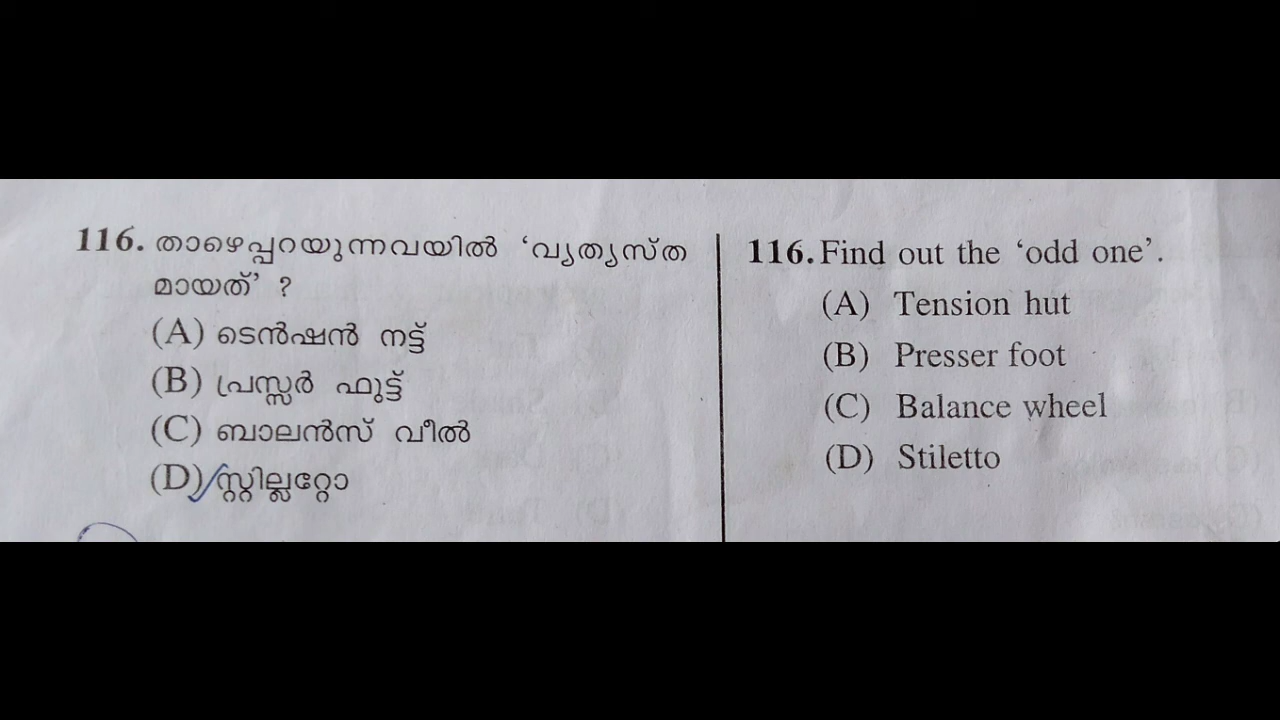 116. താഴെപ്പറയുന്നവയിൽ ‘വ്യത്യസ്ത
മായത്’ ?
(A) ടെൻഷൻ നട്ട്
(B) പ്രസ്സർ ഫുട്ട്
(C) ബാലൻസ് വീൽ
(D) സ്റ്റില്ലറ്റോ
116. Find out the ‘odd one’.
(A) Tension hut
(B) Presser foot
(C) Balance wheel
(D) Stiletto